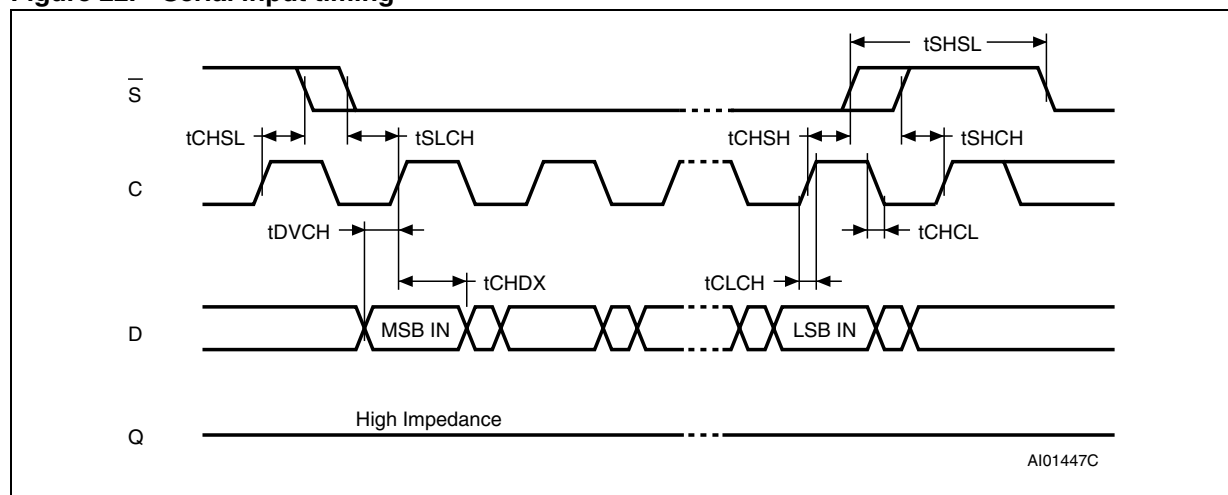 Figure 22. Serial input timing
tSHSL
S
tCHSL
tSLCH
tCHSH
tSHCH
C
tDVCH
tCHCL
tCHDX
tCLCH
D
MSB IN
LSB IN
High Impedance
Q
AI01447C